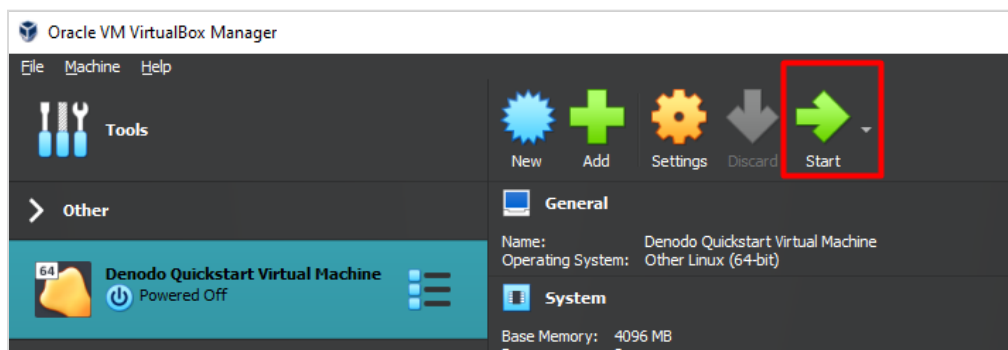 Oracle VM VirtualBox Manager
File Machine Help
Tools
New Add Settings Discard Start
Other
General
Name: Denodo Quickstart Virtual Machine
Operating System: Other Linux (64-bit)
64
Denodo Quickstart Virtual Machine
Powered Off
System
Base Memory: 4096 MB